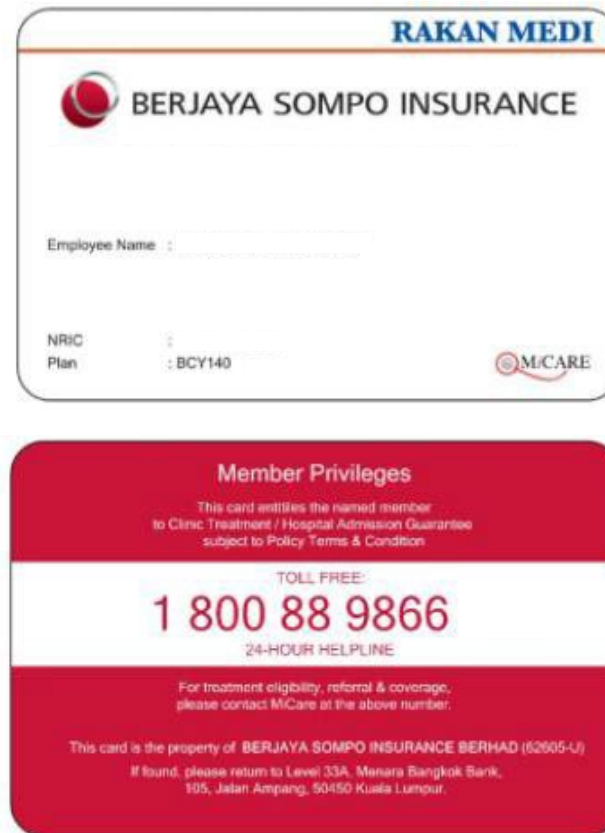 RAKAN MEDI
BERJAYA SOMPO INSURANCE
Employee Name :
NRIC :
Plan : BCY140
MiCARE
Member Privileges
This card entitles the named member
to Clinic Treatment / Hospital Admission Guarantee
subject to Policy Terms & Condition
TOLL FREE:
1 800 88 9866
24-HOUR HELPLINE
For treatment eligibility, referral & coverage,
please contact MiCare at the above number.
This card is the property of BERJAYA SOMPO INSURANCE BERHAD (62605-U)
If found, please return to Level 33A, Menara Bangkok Bank,
105, Jalan Ampang, 50450 Kuala Lumpur.